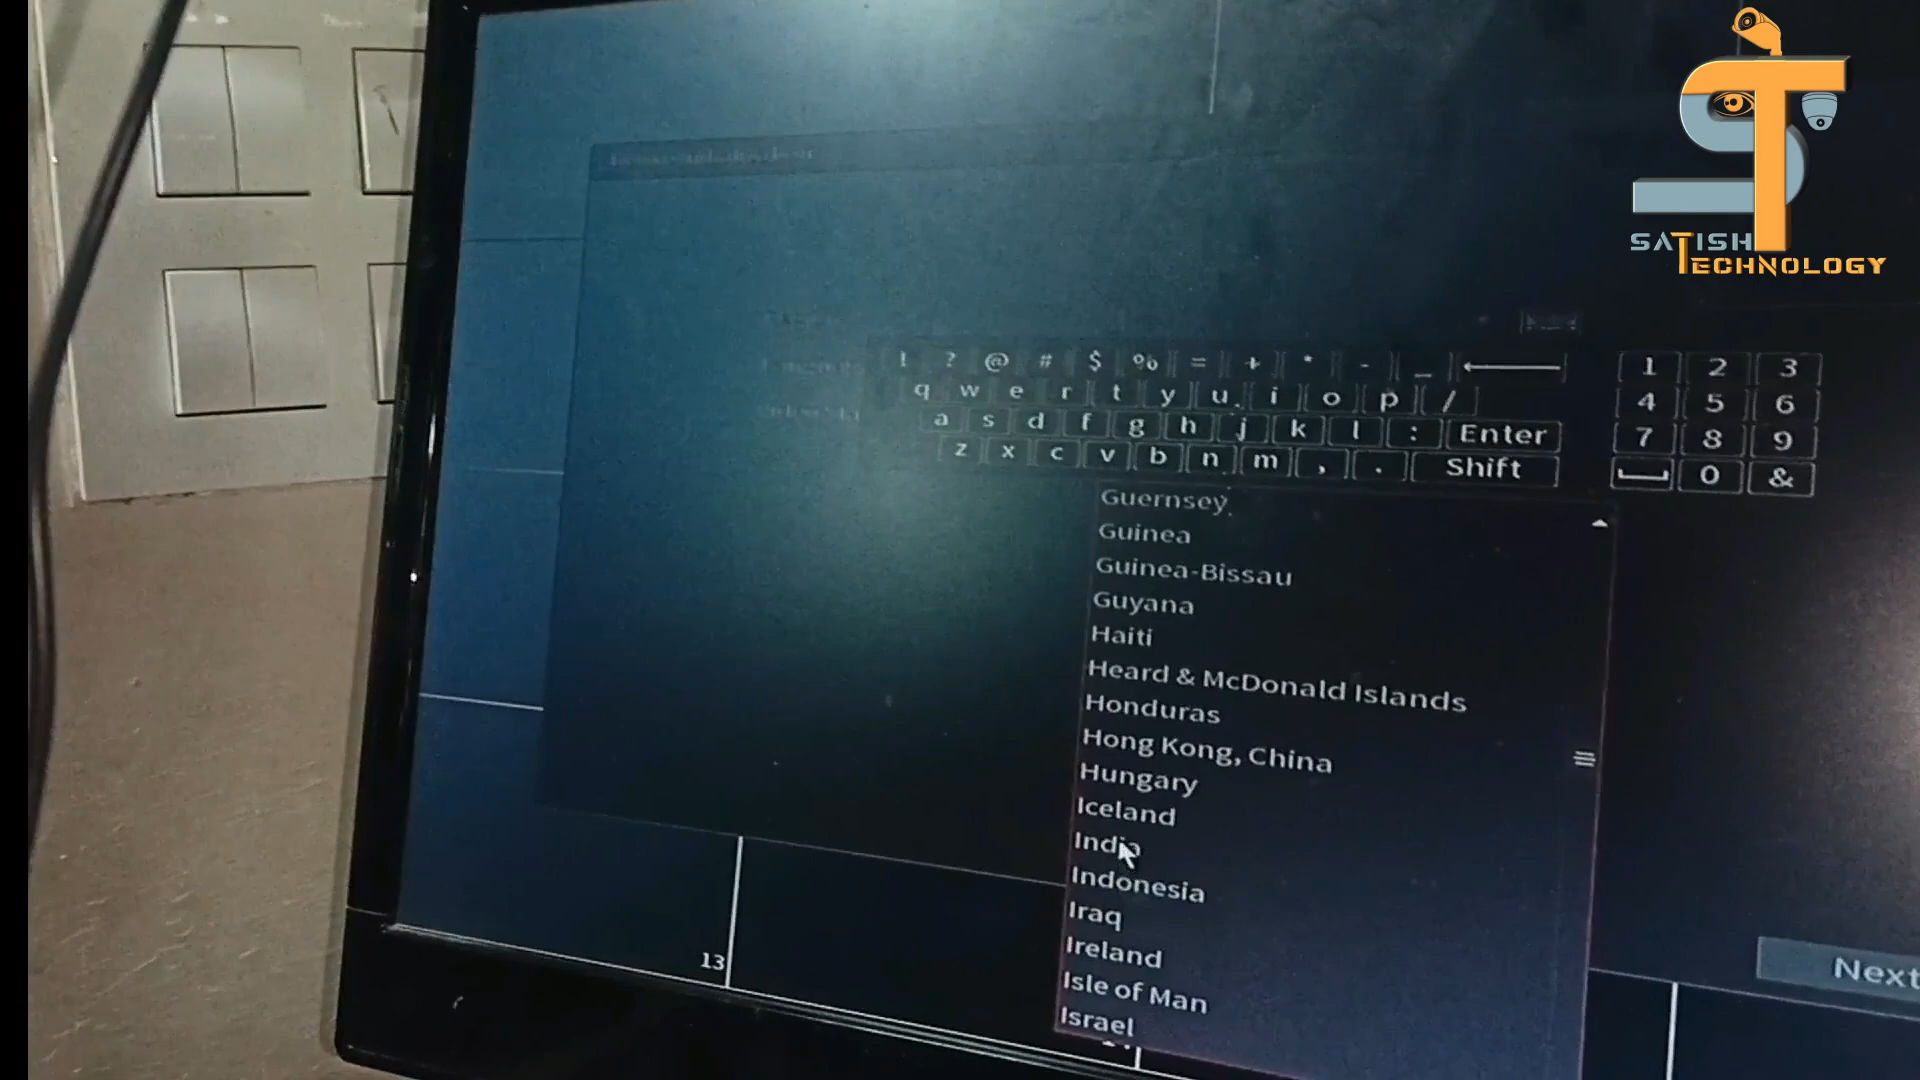 SATISH
TECHNOLOGY
! ? @ # $ % = + * - _
1 2 3
q w e r t y u i o p /
4 5 6
a s d f g h j k l : Enter
7 8 9
z x c v b n m , . Shift
0 &
Guernsey
Guinea
Guinea-Bissau
Guyana
Haiti
Heard & McDonald Islands
Honduras
Hong Kong, China
Hungary
Iceland
India
Indonesia
Iraq
Ireland
Isle of Man
Israel
13
Next